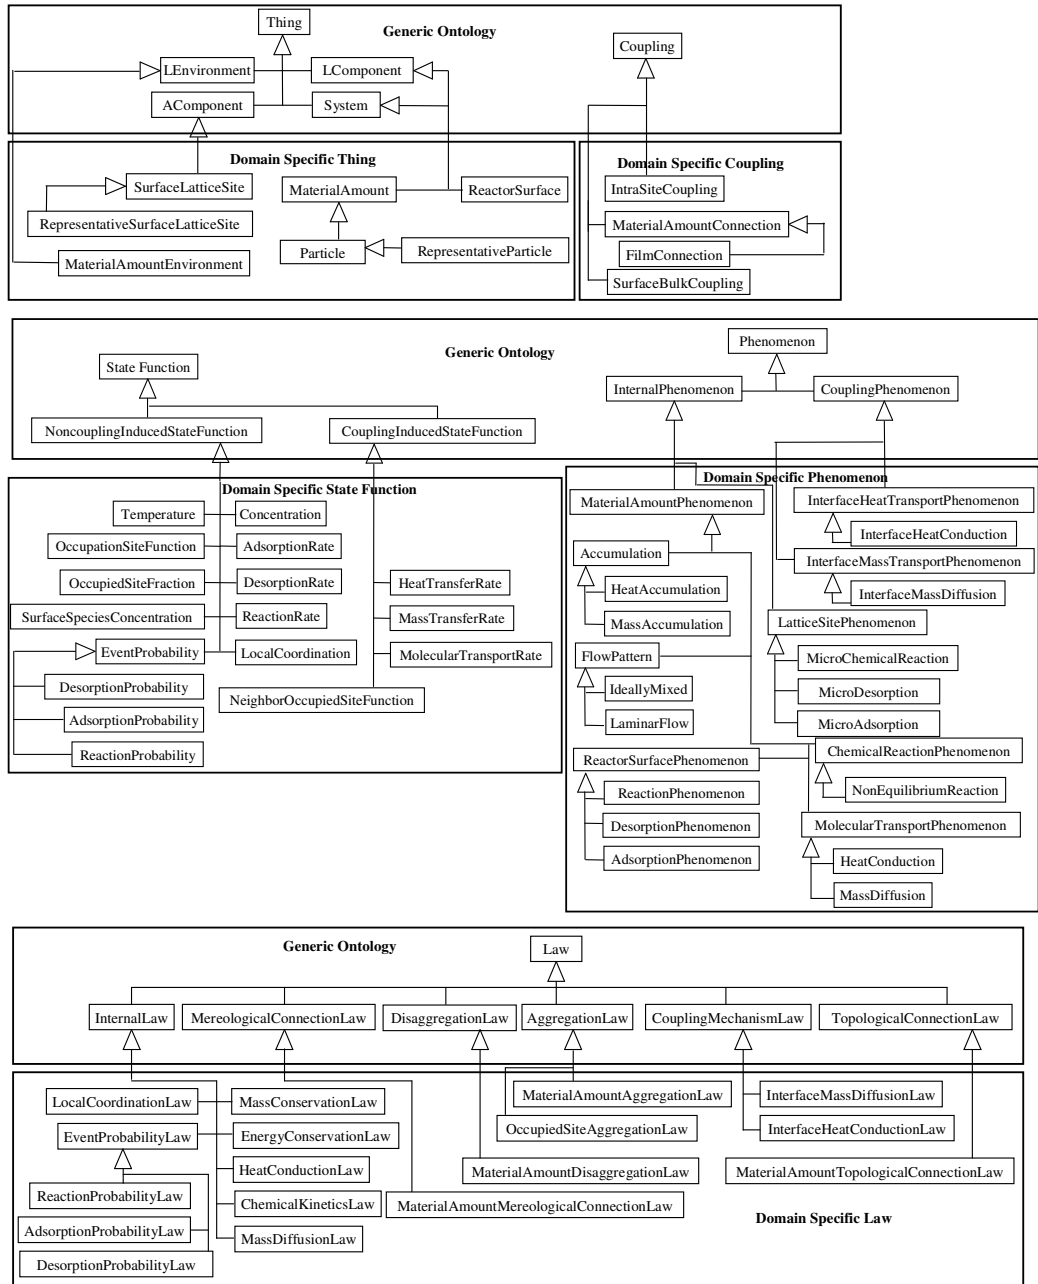 Thing
Generic Ontology
Coupling
LEnvironment
LComponent
AComponent
System
Domain Specific Thing
Domain Specific Coupling
SurfaceLatticeSite
MaterialAmount
ReactorSurface
IntraSiteCoupling
RepresentativeSurfaceLatticeSite
MaterialAmountConnection
Particle
RepresentativeParticle
FilmConnection
MaterialAmountEnvironment
SurfaceBulkCoupling
Generic Ontology
Phenomenon
State Function
InternalPhenomenon
CouplingPhenomenon
NoncouplingInducedStateFunction
CouplingInducedStateFunction
Domain Specific State Function
Temperature
Concentration
OccupationSiteFunction
AdsorptionRate
OccupiedSiteFraction
DesorptionRate
HeatTransferRate
SurfaceSpeciesConcentration
ReactionRate
MassTransferRate
EventProbability
LocalCoordination
MolecularTransportRate
DesorptionProbability
NeighborOccupiedSiteFunction
AdsorptionProbability
ReactionProbability
Domain Specific Phenomenon
MaterialAmountPhenomenon
InterfaceHeatTransportPhenomenon
InterfaceHeatConduction
Accumulation
InterfaceMassTransportPhenomenon
HeatAccumulation
InterfaceMassDiffusion
MassAccumulation
LatticeSitePhenomenon
FlowPattern
MicroChemicalReaction
IdeallyMixed
MicroDesorption
LaminarFlow
MicroAdsorption
ReactorSurfacePhenomenon
ChemicalReactionPhenomenon
ReactionPhenomenon
NonEquilibriumReaction
DesorptionPhenomenon
MolecularTransportPhenomenon
AdsorptionPhenomenon
HeatConduction
MassDiffusion
Generic Ontology
Law
InternalLaw
MereologicalConnectionLaw
DisaggregationLaw
AggregationLaw
CouplingMechanismLaw
TopologicalConnectionLaw
LocalCoordinationLaw
MassConservationLaw
MaterialAmountAggregationLaw
InterfaceMassDiffusionLaw
EventProbabilityLaw
EnergyConservationLaw
OccupiedSiteAggregationLaw
InterfaceHeatConductionLaw
HeatConductionLaw
MaterialAmountDisaggregationLaw
MaterialAmountTopologicalConnectionLaw
ReactionProbabilityLaw
ChemicalKineticsLaw
MaterialAmountMereologicalConnectionLaw
AdsorptionProbabilityLaw
MassDiffusionLaw
Domain Specific Law
DesorptionProbabilityLaw